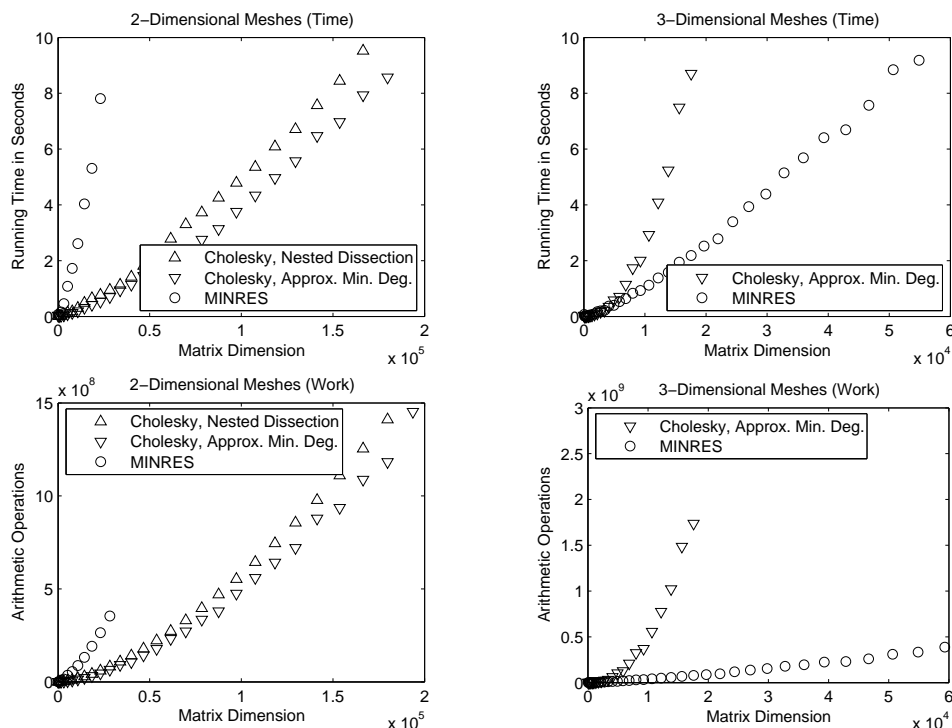 2−Dimensional Meshes (Time)
10
8
6
4
2
0
Running Time in Seconds
Cholesky, Nested Dissection
Cholesky, Approx. Min. Deg.
MINRES
0 0.5 1 1.5 2
Matrix Dimension
x 10^5
3−Dimensional Meshes (Time)
10
8
6
4
2
0
Running Time in Seconds
Cholesky, Approx. Min. Deg.
MINRES
0 1 2 3 4 5 6
Matrix Dimension
x 10^4
x 10^8
2−Dimensional Meshes (Work)
15
10
5
0
Arithmetic Operations
Cholesky, Nested Dissection
Cholesky, Approx. Min. Deg.
MINRES
0 0.5 1 1.5 2
Matrix Dimension
x 10^5
x 10^9
3−Dimensional Meshes (Work)
3
2.5
2
1.5
1
0.5
0
Arithmetic Operations
Cholesky, Approx. Min. Deg.
MINRES
0 1 2 3 4 5 6
Matrix Dimension
x 10^4